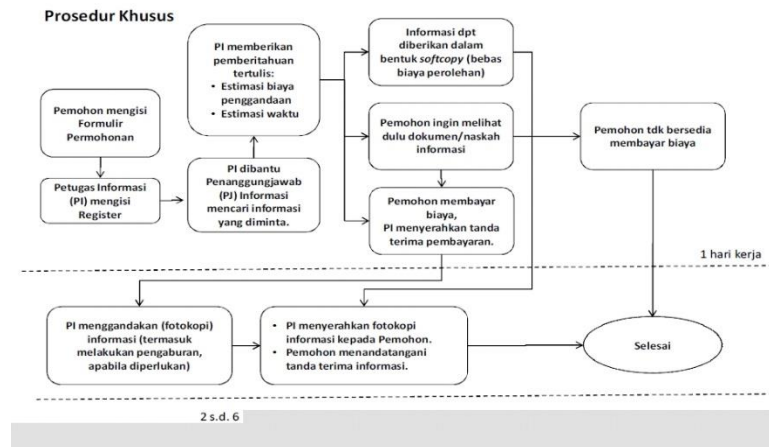 Prosedur Khusus
Pemohon mengisi
Formulir
Permohonan
Petugas Informasi
(PI) mengisi
Register
PI memberikan
pemberitahuan
tertulis:
• Estimasi biaya
penggandaan
• Estimasi waktu
PI dibantu
Penanggungjawab
(PJ) Informasi
mencari informasi
yang diminta.
Informasi dpt
diberikan dalam
bentuk softcopy (bebas
biaya perolehan)
Pemohon ingin melihat
dulu dokumen/naskah
informasi
Pemohon membayar
biaya,
PI menyerahkan tanda
terima pembayaran.
Pemohon tdk bersedia
membayar biaya
1 hari kerja
PI menggandakan (fotokopi)
informasi (termasuk
melakukan pengaburan,
apabila diperlukan)
• PI menyerahkan fotokopi
informasi kepada Pemohon.
• Pemohon menandatangani
tanda terima informasi.
Selesai
2 s.d. 6